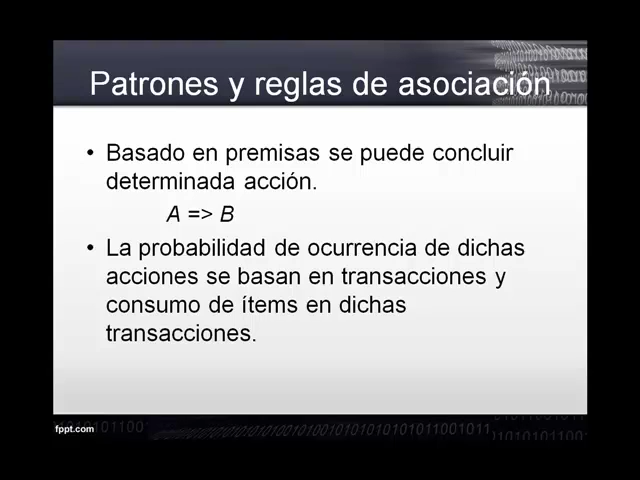 Patrones y reglas de asociación
• Basado en premisas se puede concluir
determinada acción.
A => B
• La probabilidad de ocurrencia de dichas
acciones se basan en transacciones y
consumo de ítems en dichas
transacciones.
fppt.com